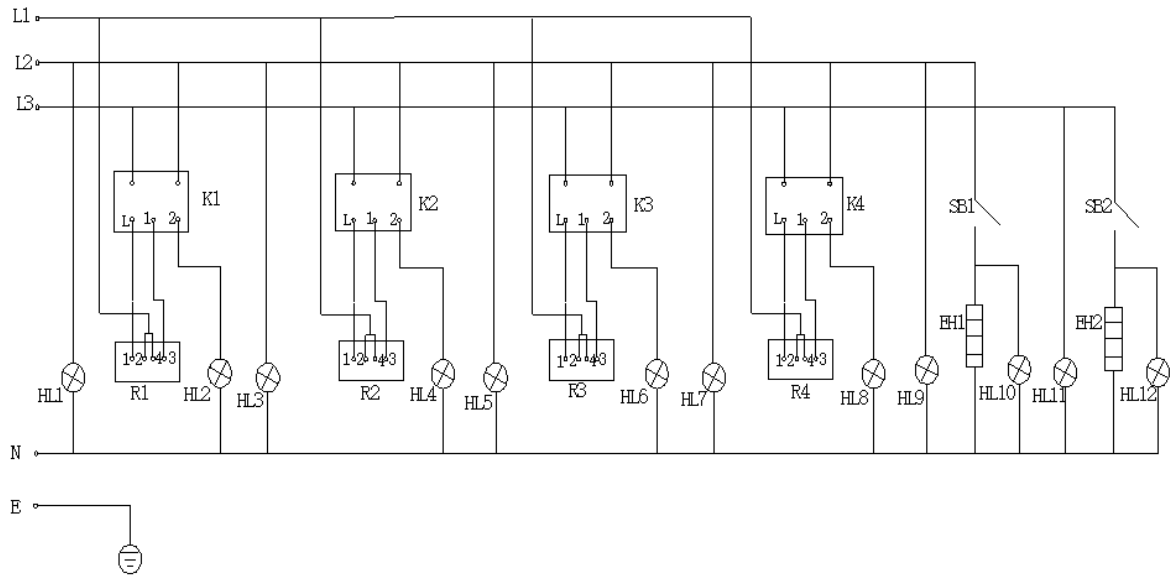 L1
L2
L3
K1
K2
K3
K4
L 1 2
L 1 2
L 1 2
L 1 2
SB1
SB2
EH1
EH2
1 2 4 3
1 2 4 3
1 2 4 3
1 2 4 3
HL1
R1
HL2
HL3
R2
HL4
HL5
R3
HL6
HL7
R4
HL8
HL9
HL10
HL11
HL12
N
E